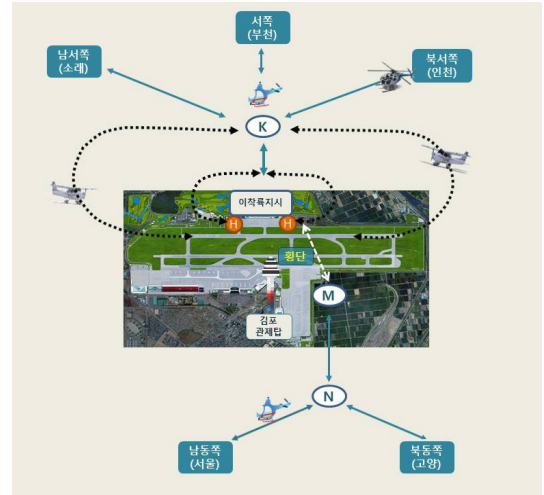 서쪽
(부천)
남서쪽
(소래)
북서쪽
(인천)
K
이착륙지시
H
H
횡단
M
김포
관제탑
N
남동쪽
(서울)
북동쪽
(고양)